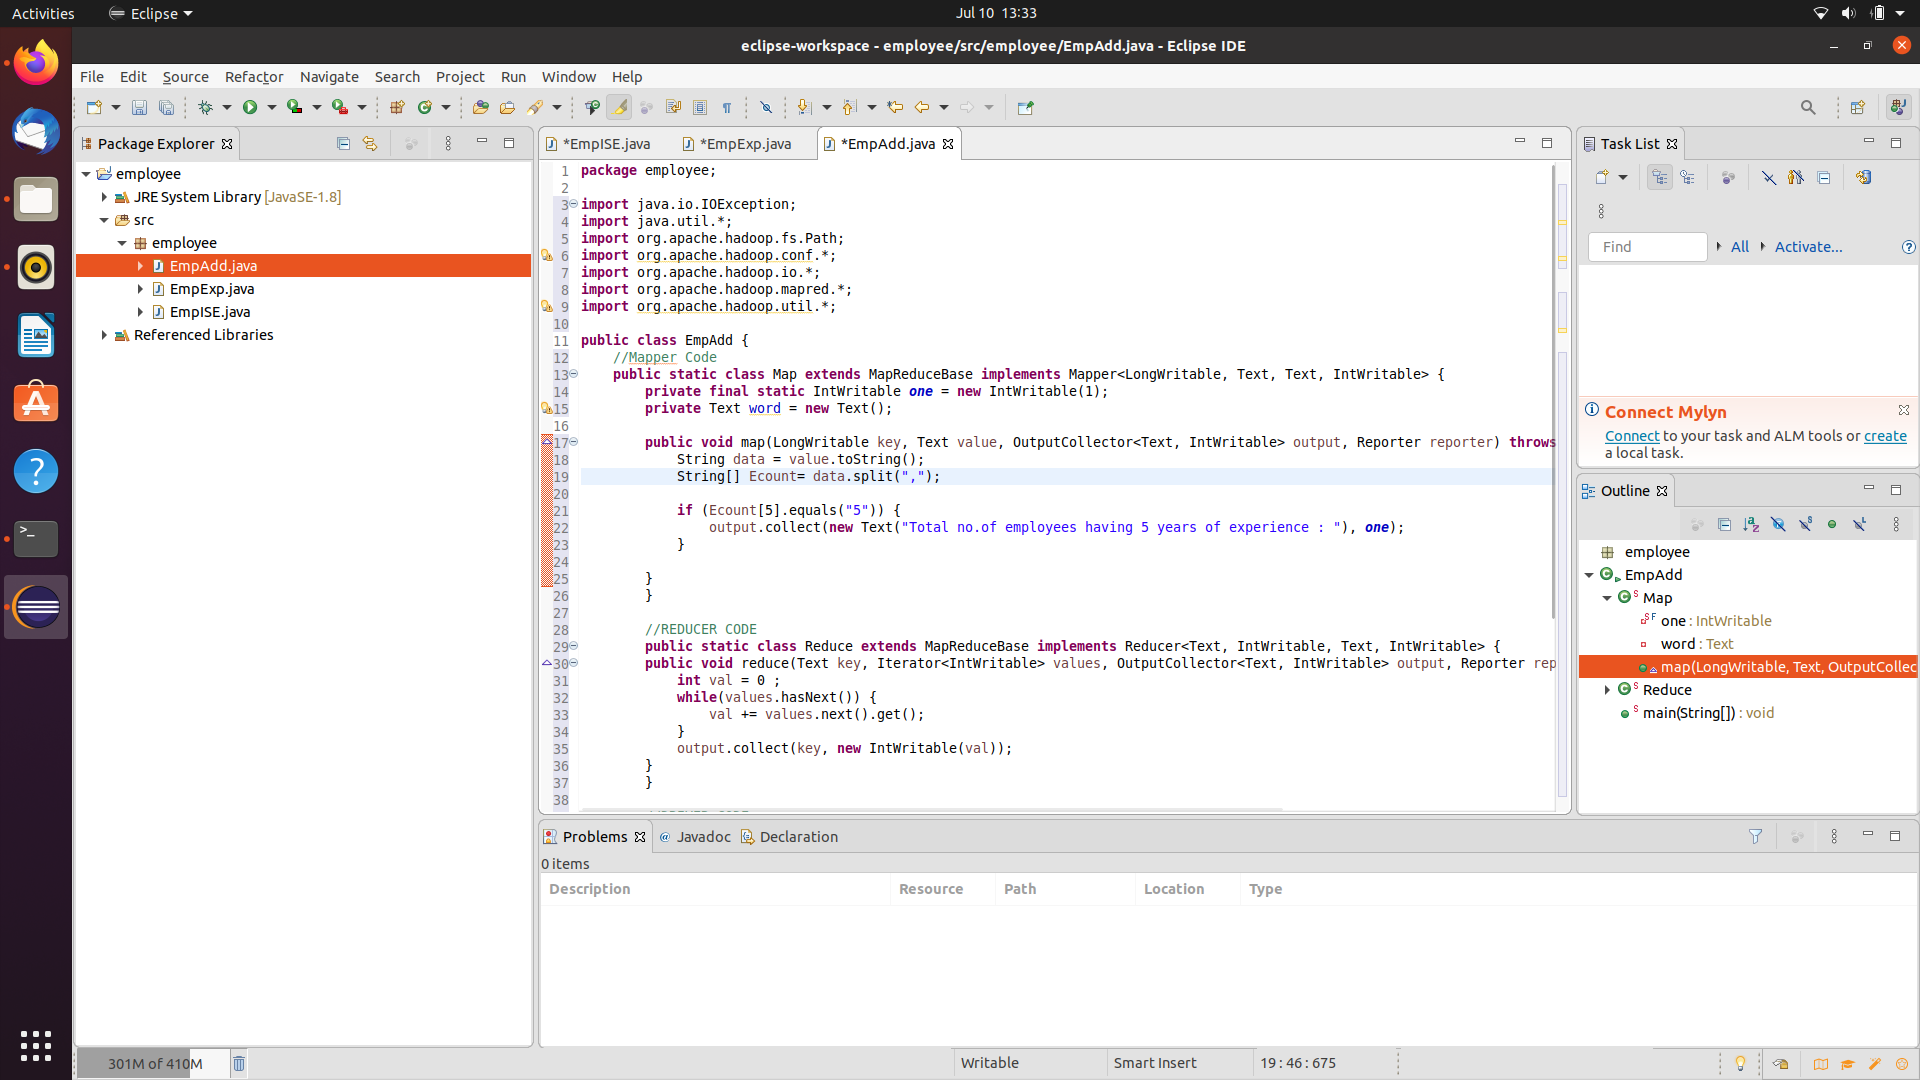 Activities
Eclipse
Jul 10 13:33
eclipse-workspace - employee/src/employee/EmpAdd.java - Eclipse IDE
File Edit Source Refactor Navigate Search Project Run Window Help
Package Explorer
employee
JRE System Library [JavaSE-1.8]
src
employee
EmpAdd.java
EmpExp.java
EmpISE.java
Referenced Libraries
*EmpISE.java
*EmpExp.java
*EmpAdd.java
1 package employee;
2
3 import java.io.IOException;
4 import java.util.*;
5 import org.apache.hadoop.fs.Path;
6 import org.apache.hadoop.conf.*;
7 import org.apache.hadoop.io.*;
8 import org.apache.hadoop.mapred.*;
9 import org.apache.hadoop.util.*;
10
11 public class EmpAdd {
12 //Mapper Code
13 public static class Map extends MapReduceBase implements Mapper<LongWritable, Text, Text, IntWritable> {
14 private final static IntWritable one = new IntWritable(1);
15 private Text word = new Text();
16
17 public void map(LongWritable key, Text value, OutputCollector<Text, IntWritable> output, Reporter reporter) throws
18 String data = value.toString();
19 String[] Ecount= data.split(",");
20
21 if (Ecount[5].equals("5")) {
22 output.collect(new Text("Total no.of employees having 5 years of experience : "), one);
23 }
24
25 }
26 }
27
28 //REDUCER CODE
29 public static class Reduce extends MapReduceBase implements Reducer<Text, IntWritable, Text, IntWritable> {
30 public void reduce(Text key, Iterator<IntWritable> values, OutputCollector<Text, IntWritable> output, Reporter rep
31 int val = 0 ;
32 while(values.hasNext()) {
33 val += values.next().get();
34 }
35 output.collect(key, new IntWritable(val));
36 }
37 }
38
Task List
Find
All
Activate...
Connect Mylyn
Connect to your task and ALM tools or create
a local task.
Outline
employee
EmpAdd
Map
one : IntWritable
word : Text
map(LongWritable, Text, OutputCollec
Reduce
main(String[]) : void
Problems
Javadoc
Declaration
0 items
Description Resource Path Location Type
301M of 410M
Writable
Smart Insert
19 : 46 : 675